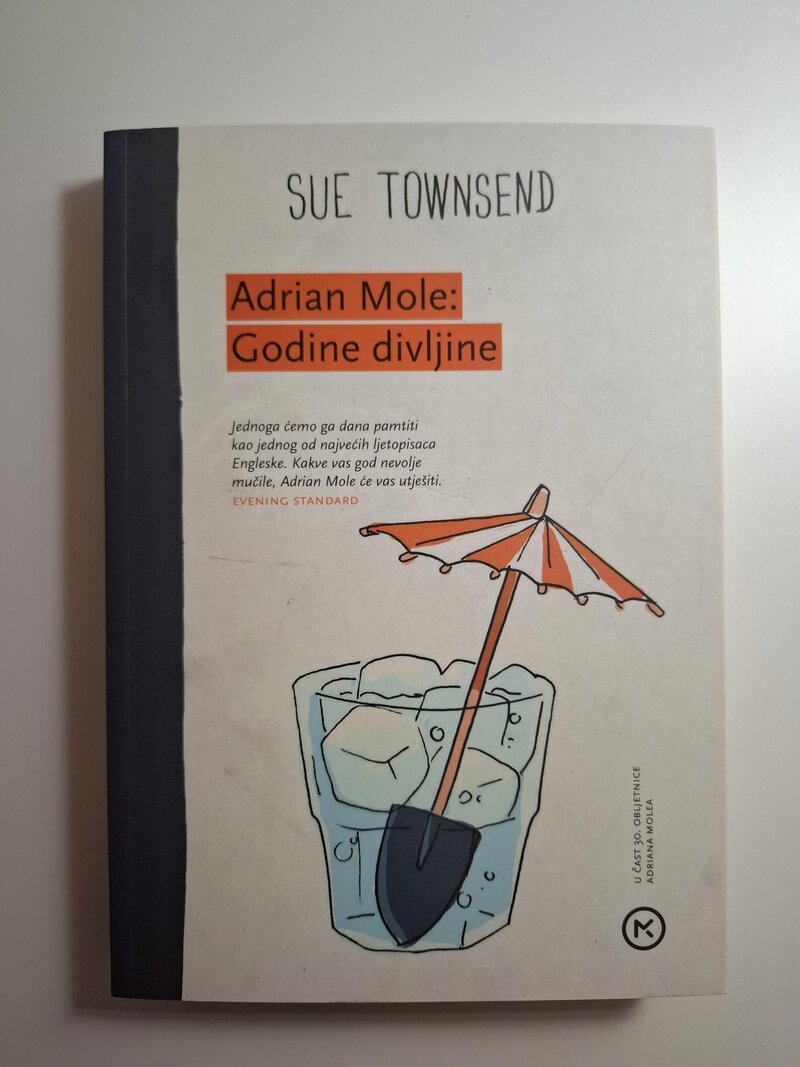 SUE TOWNSEND
Adrian Mole:
Godine divljine
Jednoga ćemo ga dana pamtiti
kao jednog od najvećih ljetopisaca
Engleske. Kakve vas god nevolje
mučile, Adrian Mole će vas utješiti.
EVENING STANDARD
U ČAST 30. OBLJETNICE
ADRIANA MOLEA